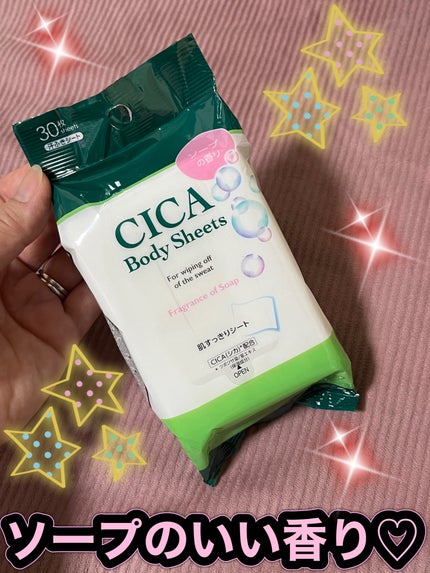 30枚
sheets
汗ふきシート
ソープ
の香り
CICA
Body Sheets
For wiping off
of the sweat
Fragrance of Soap
肌すっきりシート
CICA(シカ)*配合
OPEN
ソープのいい香り♡